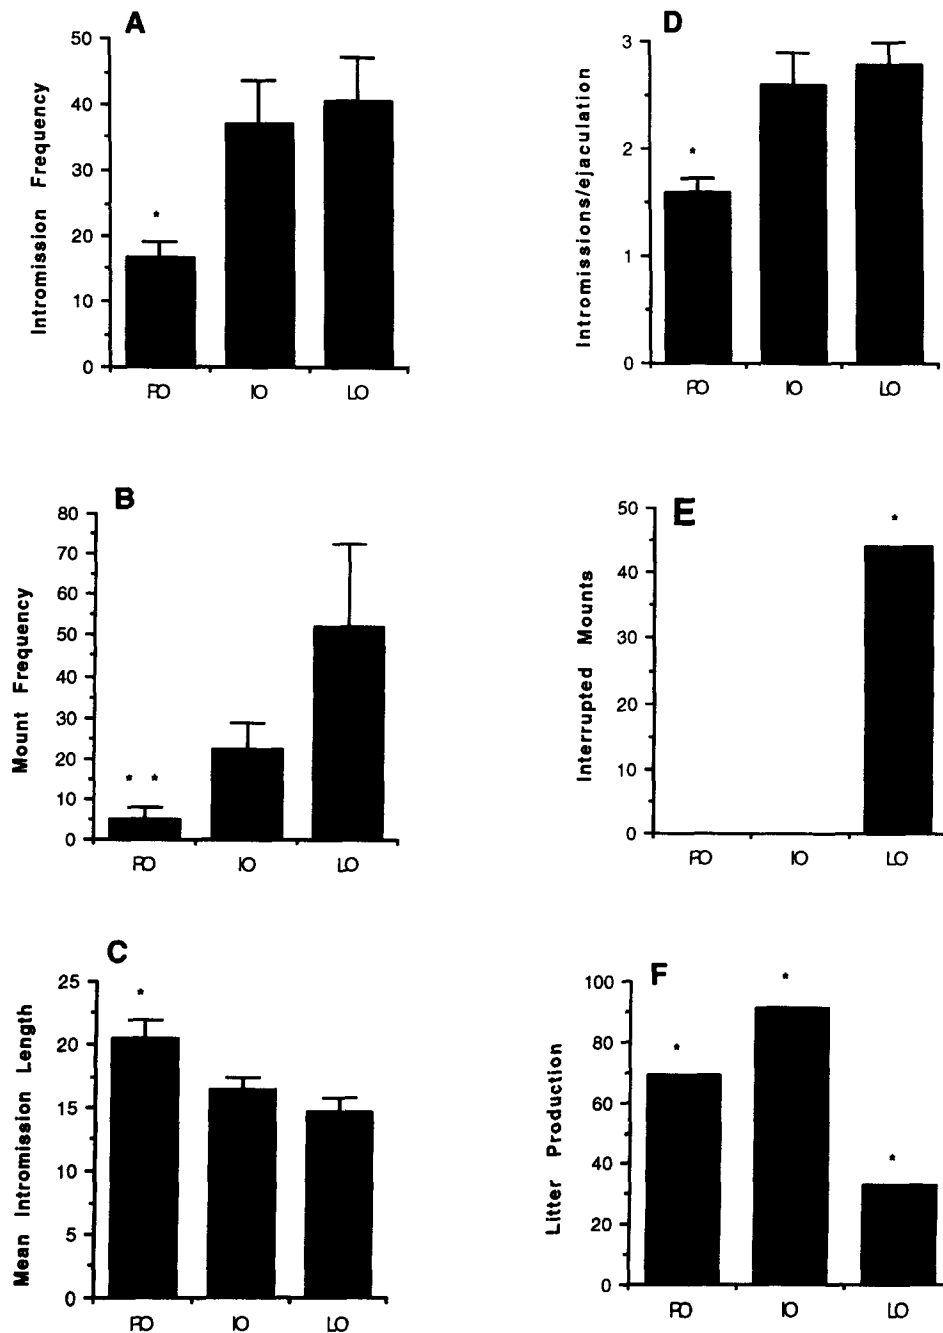 A
Intromission Frequency
50
40
30
20
10
0
*
PO IO LO
B
Mount Frequency
80
70
60
50
40
30
20
10
0
* *
PO IO LO
C
Mean Intromission Length
25
20
15
10
5
0
*
PO IO LO
D
Intromissions/ejaculation
3
2
1
0
*
PO IO LO
E
Interrupted Mounts
50
40
30
20
10
0
*
PO IO LO
F
Litter Production
100
80
60
40
20
0
* * *
PO IO LO